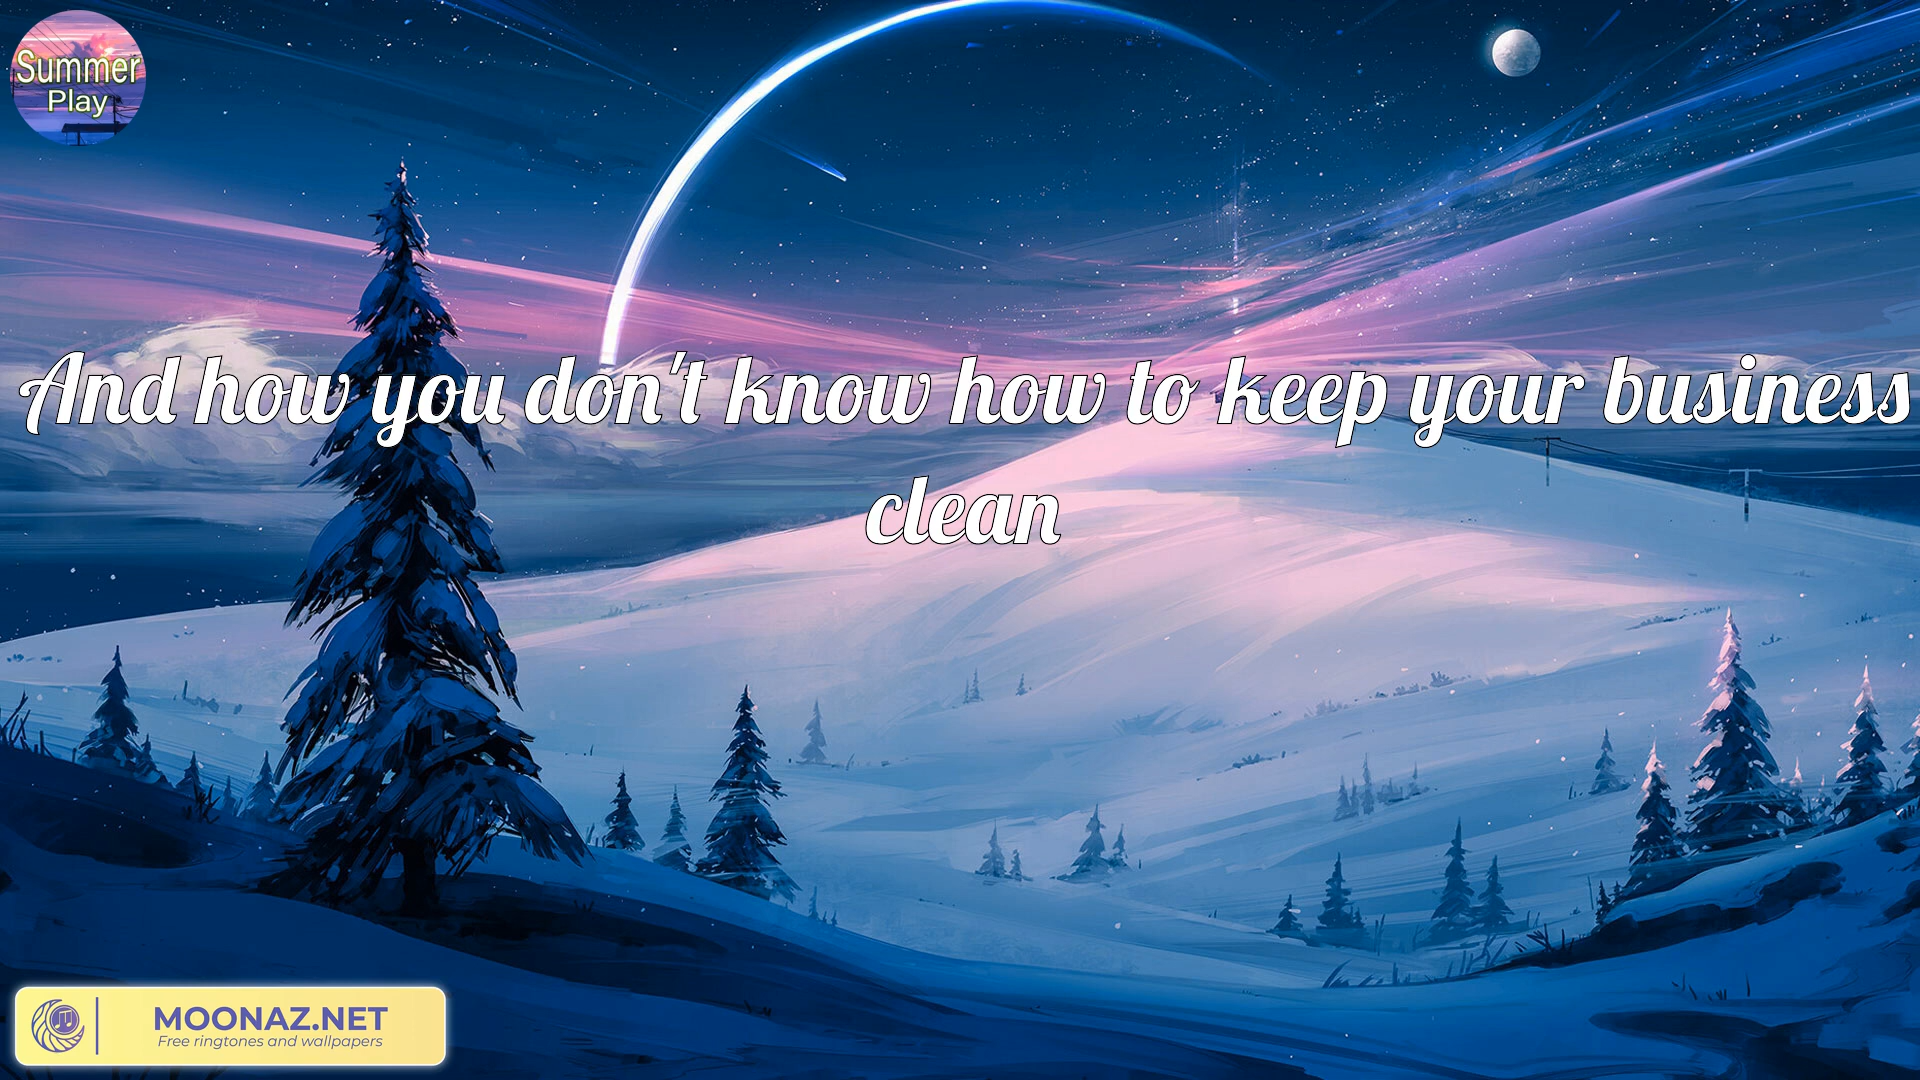 Summer
Play
And how you don't know how to keep your business
clean
MOONAZ.NET
Free ringtones and wallpapers